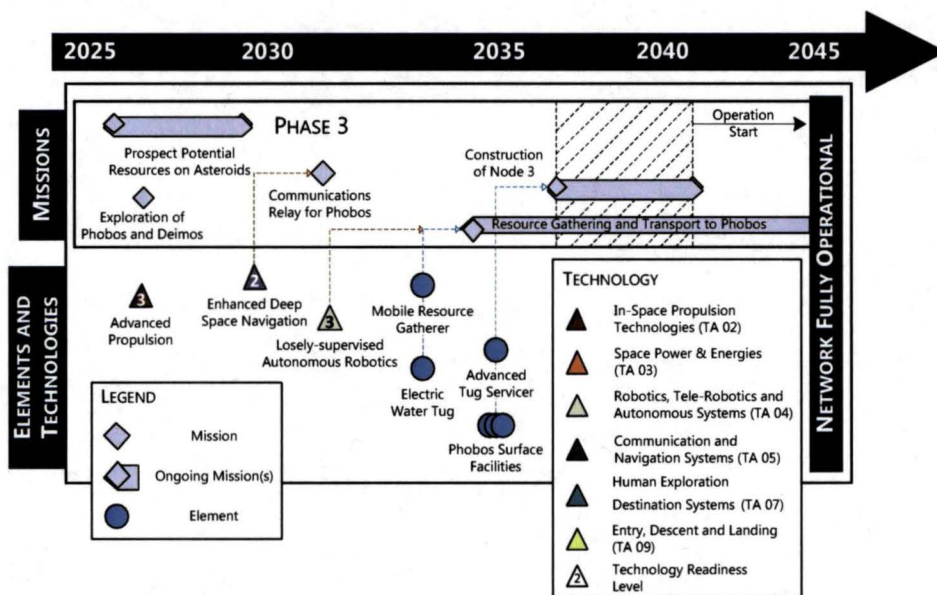 2025 2030 2035 2040 2045
MISSIONS
PHASE 3
Prospect Potential
Resources on Asteroids
Exploration of
Phobos and Deimos
Communications
Relay for Phobos
Construction
of Node 3
Operation
Start
Resource Gathering and Transport to Phobos
NETWORK FULLY OPERATIONAL
ELEMENTS AND
TECHNOLOGIES
3
Advanced
Propulsion
2
Enhanced Deep
Space Navigation
3
Losely-supervised
Autonomous Robotics
Mobile Resource
Gatherer
Electric
Water Tug
Advanced
Tug Servicer
Phobos Surface
Facilities
LEGEND
Mission
Ongoing Mission(s)
Element
TECHNOLOGY
In-Space Propulsion
Technologies (TA 02)
Space Power & Energies
(TA 03)
Robotics, Tele-Robotics and
Autonomous Systems (TA 04)
Communication and
Navigation Systems (TA 05)
Human Exploration
Destination Systems (TA 07)
Entry, Descent and Landing
(TA 09)
2
Technology Readiness
Level